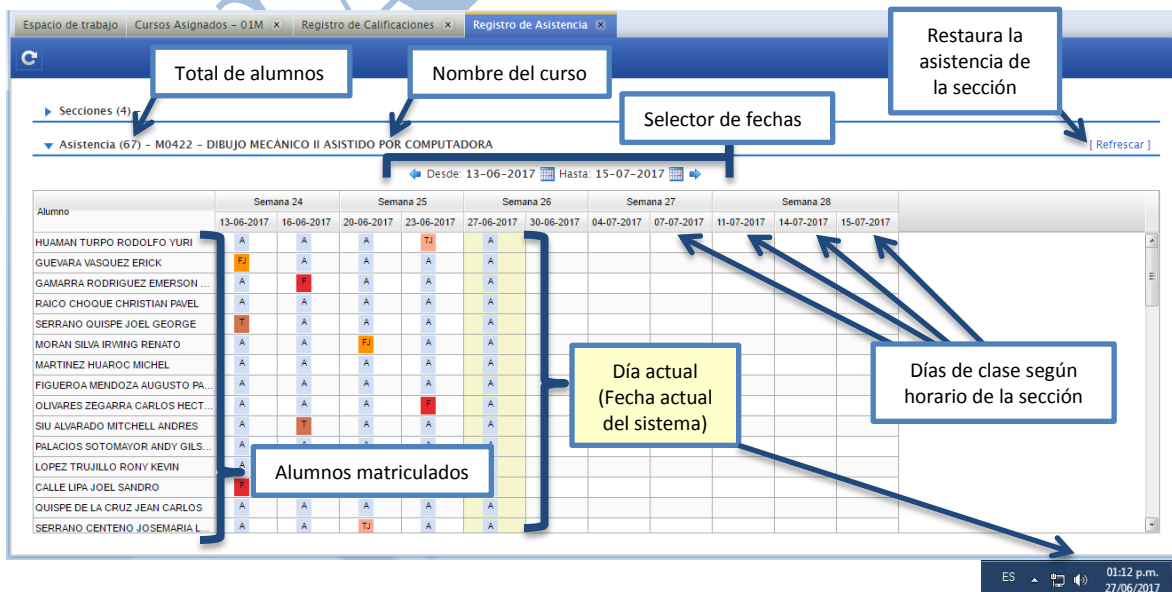 Espacio de trabajo Cursos Asignados – 01M × Registro de Calificaciones × Registro de Asistencia ×
Restaura la
asistencia de
la sección
Total de alumnos
Nombre del curso
Secciones (4) –
Selector de fechas
Asistencia (67) – M0422 – DIBUJO MECÁNICO II ASISTIDO POR COMPUTADORA
[ Refrescar ]
Desde: 13-06-2017 Hasta: 15-07-2017
Alumno Semana 24 Semana 25 Semana 26 Semana 27 Semana 28
13-06-2017 16-06-2017 20-06-2017 23-06-2017 27-06-2017 30-06-2017 04-07-2017 07-07-2017 11-07-2017 14-07-2017 15-07-2017
HUAMAN TURPO RODOLFO YURI A A A TJ A
GUEVARA VASQUEZ ERICK FJ A A A A
GAMARRA RODRIGUEZ EMERSON ... A F A A A
RAICO CHOQUE CHRISTIAN PAVEL A A A A A
SERRANO QUISPE JOEL GEORGE T A A A A
MORAN SILVA IRWING RENATO A A FJ A A
MARTINEZ HUAROC MICHEL A A A A A
FIGUEROA MENDOZA AUGUSTO PA... A A A A A
OLIVARES ZEGARRA CARLOS HECT... A A A F A
SIU ALVARADO MITCHELL ANDRES A T A A A
PALACIOS SOTOMAYOR ANDY GILS... A A A A A
LOPEZ TRUJILLO RONY KEVIN A
CALLE LIPA JOEL SANDRO F
QUISPE DE LA CRUZ JEAN CARLOS A A A A A
SERRANO CENTENO JOSEMARIA L... A A TJ A A
Día actual
(Fecha actual
del sistema)
Días de clase según
horario de la sección
Alumnos matriculados
ES 01:12 p.m.
27/06/2017